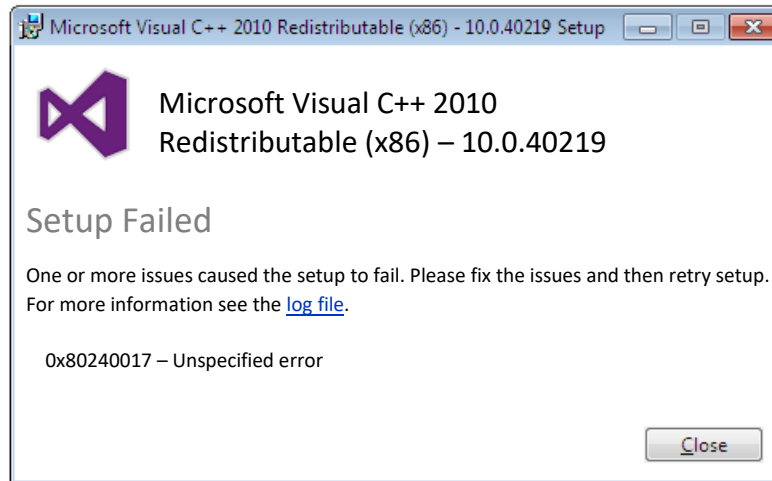 Microsoft Visual C++ 2010 Redistributable (x86) - 10.0.40219 Setup
Microsoft Visual C++ 2010
Redistributable (x86) – 10.0.40219
Setup Failed
One or more issues caused the setup to fail. Please fix the issues and then retry setup.
For more information see the log file.
0x80240017 – Unspecified error
Close